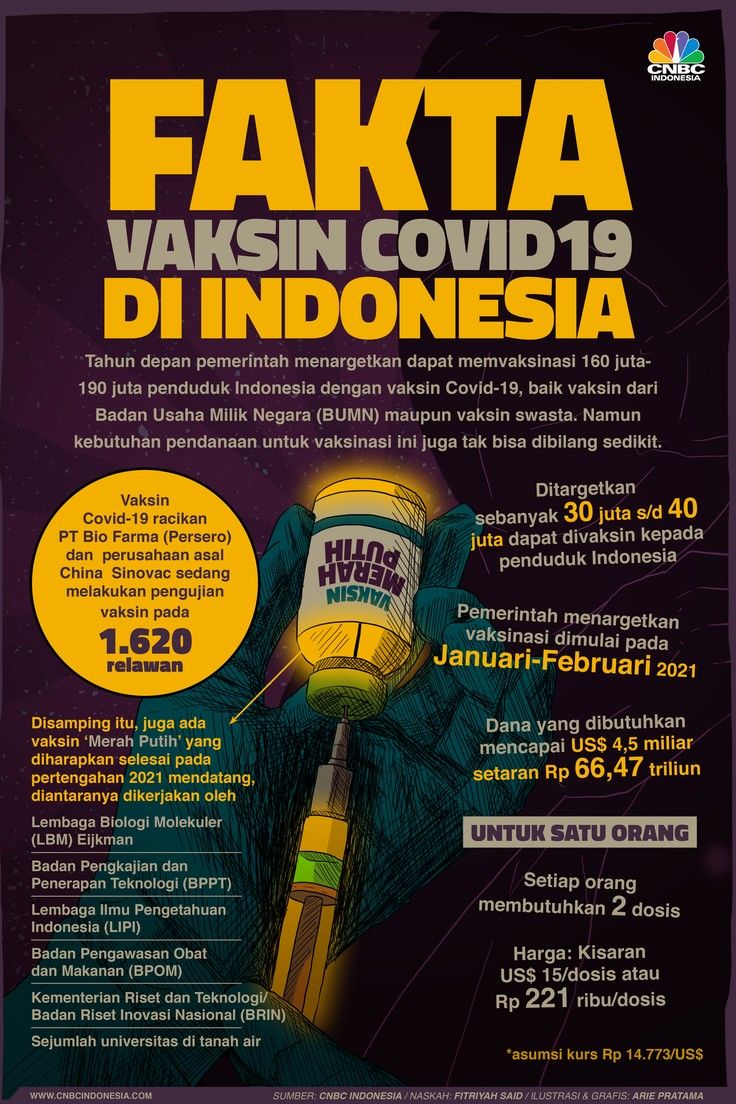 CNBC
INDONESIA
FAKTA
VAKSIN COVID19
DI INDONESIA
Tahun depan pemerintah menargetkan dapat memvaksinasi 160 juta-
190 juta penduduk Indonesia dengan vaksin Covid-19, baik vaksin dari
Badan Usaha Milik Negara (BUMN) maupun vaksin swasta. Namun
kebutuhan pendanaan untuk vaksinasi ini juga tak bisa dibilang sedikit.
Vaksin
Covid-19 racikan
PT Bio Farma (Persero)
dan perusahaan asal
China Sinovac sedang
melakukan pengujian
vaksin pada
1.620
relawan
VAKSIN
MERAH
PUTIH
Disamping itu, juga ada
vaksin ‘Merah Putih’ yang
diharapkan selesai pada
pertengahan 2021 mendatang,
diantaranya dikerjakan oleh
Lembaga Biologi Molekuler
(LBM) Eijkman
Badan Pengkajian dan
Penerapan Teknologi (BPPT)
Lembaga Ilmu Pengetahuan
Indonesia (LIPI)
Badan Pengawasan Obat
dan Makanan (BPOM)
Kementerian Riset dan Teknologi/
Badan Riset Inovasi Nasional (BRIN)
Sejumlah universitas di tanah air
Ditargetkan
sebanyak 30 juta s/d 40
juta dapat divaksin kepada
penduduk Indonesia
Pemerintah menargetkan
vaksinasi dimulai pada
Januari-Februari 2021
Dana yang dibutuhkan
mencapai US$ 4,5 miliar
setaran Rp 66,47 triliun
UNTUK SATU ORANG
Setiap orang
membutuhkan 2 dosis
Harga: Kisaran
US$ 15/dosis atau
Rp 221 ribu/dosis
*asumsi kurs Rp 14.773/US$
WWW.CNBCINDONESIA.COM
SUMBER: CNBC INDONESIA / NASKAH: FITRIYAH SAID / ILUSTRASI & GRAFIS: ARIE PRATAMA